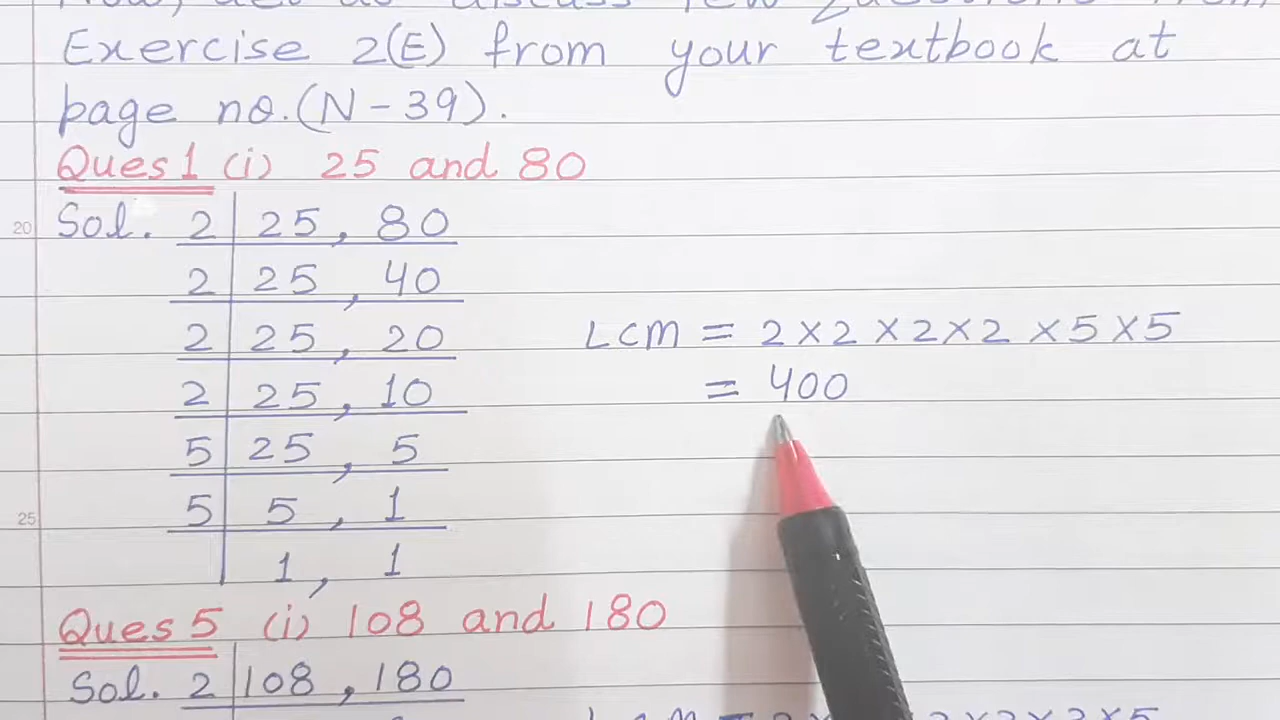 Exercise 2(E) from your textbook at
page no.(N-39).
Ques 1 (i) 25 and 80
20 Sol. 2 | 25, 80
2 | 25, 40
2 | 25, 20
LCM = 2×2×2×2×5×5
2 | 25, 10
= 400
5 | 25, 5
25 5 | 5, 1
1, 1
Ques 5 (i) 108 and 180
Sol. 2 | 108, 180